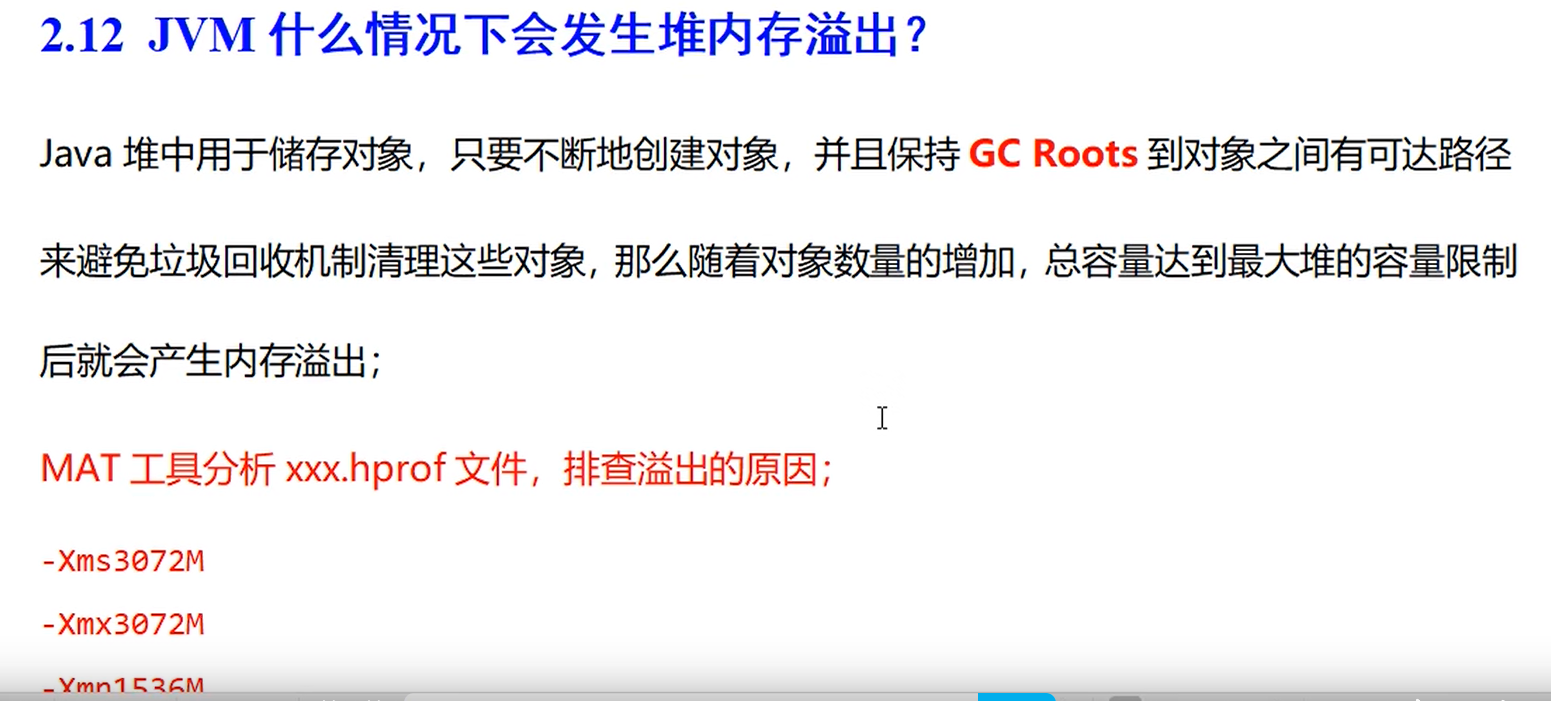 2.12 JVM 什么情况下会发生堆内存溢出？
Java 堆中用于储存对象，只要不断地创建对象，并且保持 GC Roots 到对象之间有可达路径
来避免垃圾回收机制清理这些对象，那么随着对象数量的增加，总容量达到最大堆的容量限制
后就会产生内存溢出；
MAT 工具分析 xxx.hprof 文件，排查溢出的原因；
-Xms3072M
-Xmx3072M
-Xmn1536M